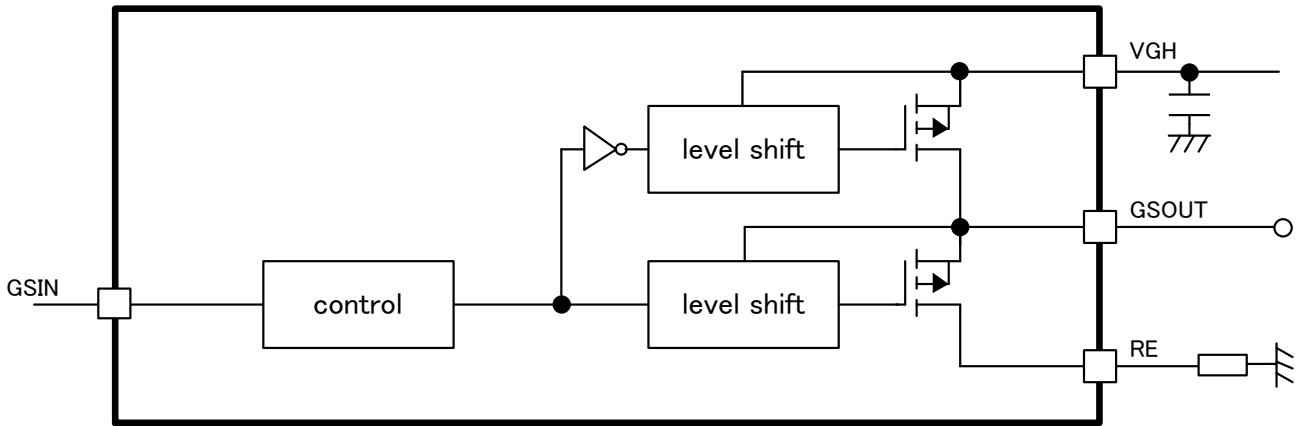 VGH
level shift
GSOUT
GSIN
control
level shift
RE